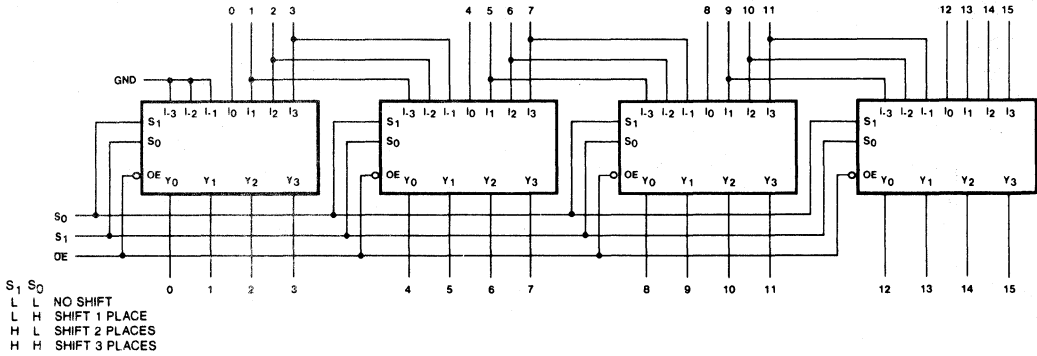 0 1 2 3 4 5 6 7 8 9 10 11 12 13 14 15
GND
I-3 I-2 I-1 I0 I1 I2 I3 I-3 I-2 I-1 I0 I1 I2 I3 I-3 I-2 I-1 I0 I1 I2 I3 I-3 I-2 I-1 I0 I1 I2 I3
S1 S1 S1 S1
S0 S0 S0 S0
OE Y0 Y1 Y2 Y3 OE Y0 Y1 Y2 Y3 OE Y0 Y1 Y2 Y3 OE Y0 Y1 Y2 Y3
S0
S1
OE
0 1 2 3 4 5 6 7 8 9 10 11 12 13 14 15
S1 S0
L L NO SHIFT
L H SHIFT 1 PLACE
H L SHIFT 2 PLACES
H H SHIFT 3 PLACES